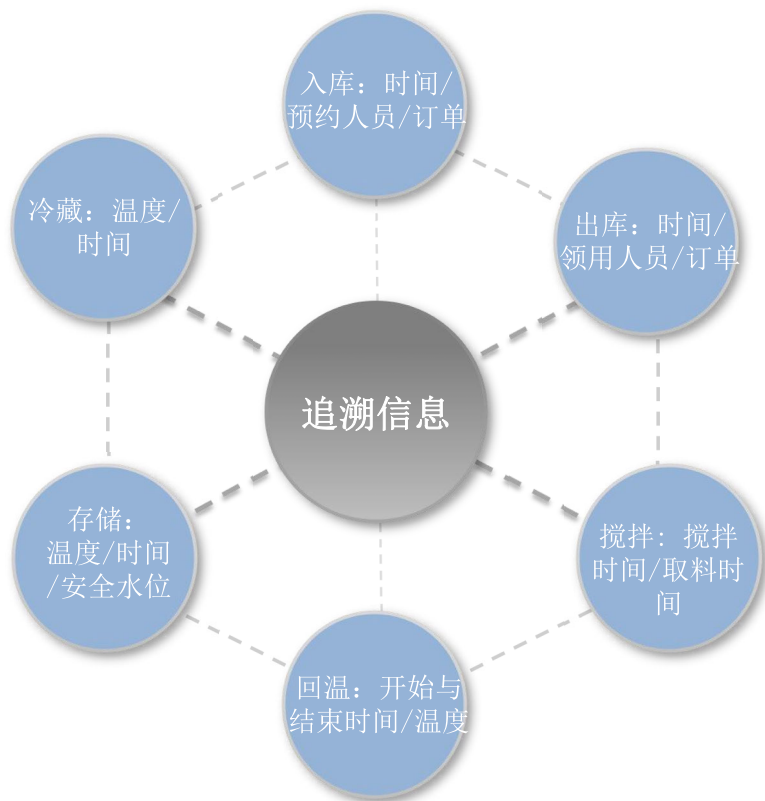 入库：时间/
预约人员/订单
冷藏：温度/
时间
出库：时间/
领用人员/订单
追溯信息
存储：
温度/时间
/安全水位
搅拌：搅拌
时间/取料时
间
回温：开始与
结束时间/温度